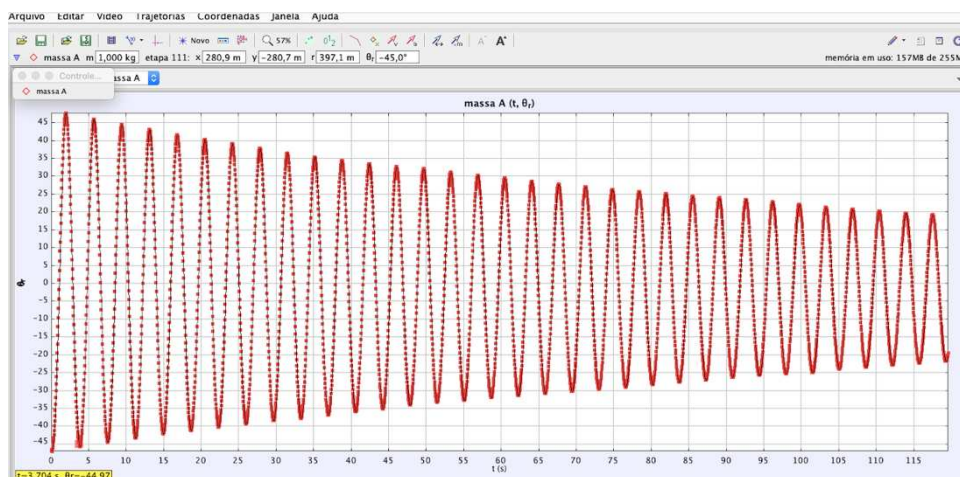 Arquivo Editar Vídeo Trajetórias Coordenadas Janela Ajuda
Novo 57%
massa A m 1,000 kg etapa 111: x 280,9 m y -280,7 m r 397,1 m θr -45,0° memória em uso: 157MB de 255M
Controle... ssa A
massa A
massa A (t, θr)
45
40
35
30
25
20
15
10
5
0
-5
-10
-15
-20
-25
-30
-35
-40
-45
θr
0 5 10 15 20 25 30 35 40 45 50 55 60 65 70 75 80 85 90 95 100 105 110 115
t (s)
t=3,704 s θr=-44,97